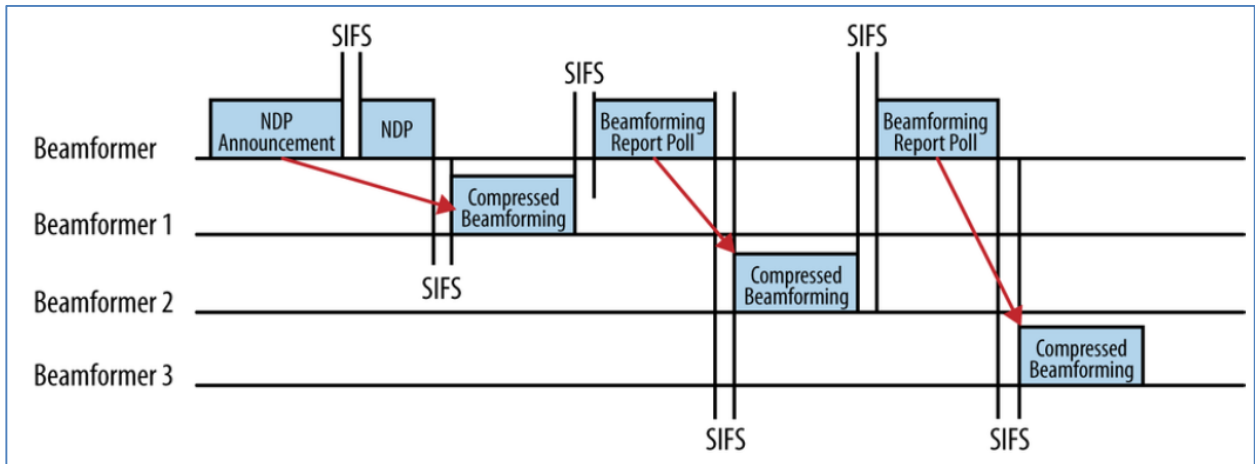 SIFS
SIFS
SIFS
NDP
Announcement
NDP
Beamforming
Report Poll
Beamforming
Report Poll
Beamformer
Compressed
Beamforming
Beamformer 1
SIFS
Compressed
Beamforming
Beamformer 2
Compressed
Beamforming
Beamformer 3
SIFS
SIFS